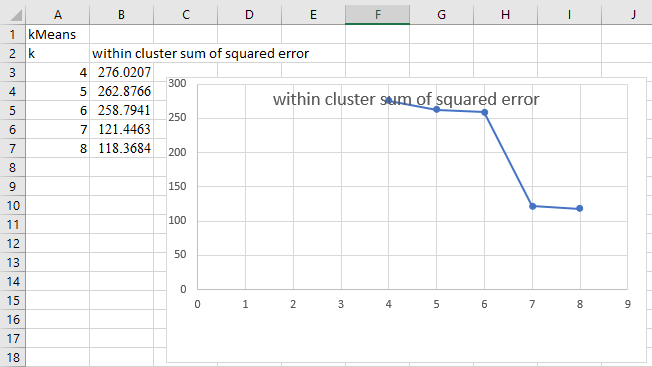 A B C D E F G H I J
1 kMeans
2 k within cluster sum of squared error
3 4 276.0207
4 5 262.8766
5 6 258.7941
6 7 121.4463
7 8 118.3684
8
9
10
11
12
13
14
15
16
17
18
within cluster sum of squared error
300
250
200
150
100
50
0
0 1 2 3 4 5 6 7 8 9